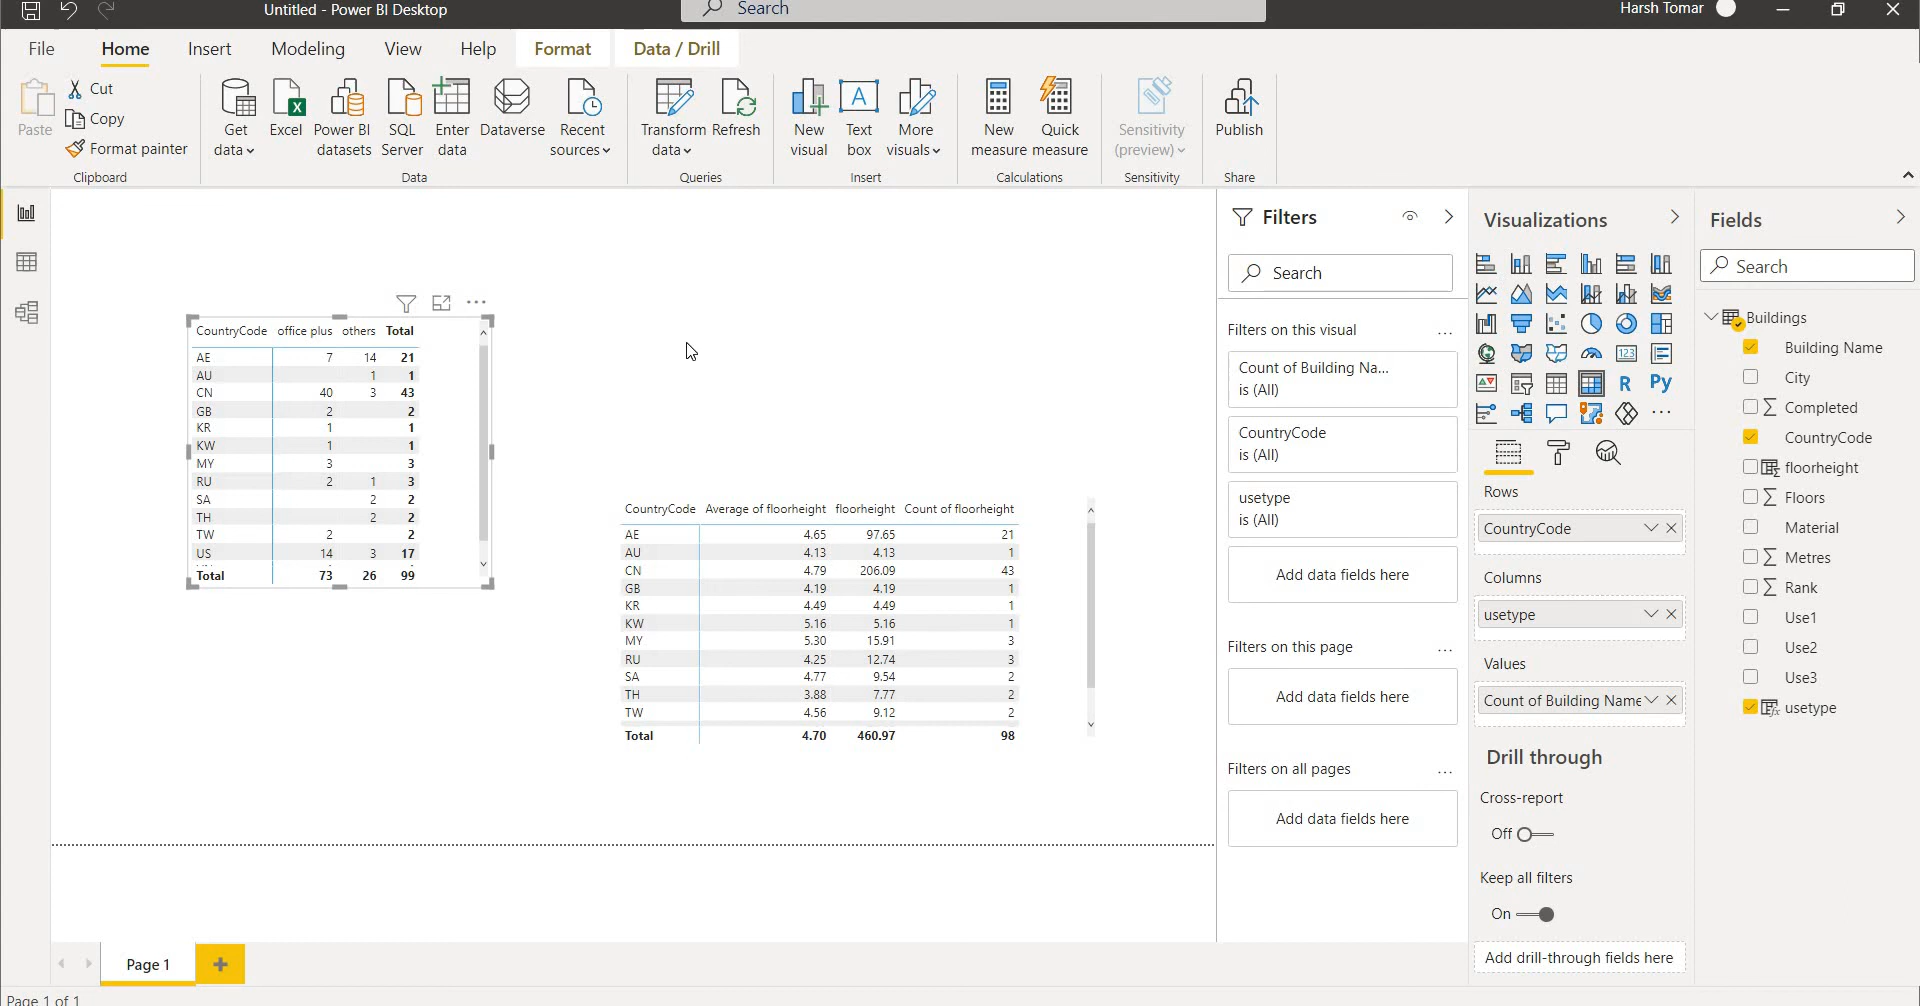 Untitled - Power BI Desktop
Search
Harsh Tomar
File Home Insert Modeling View Help Format Data / Drill
Paste
Cut
Copy
Format painter
Clipboard
Get data
Excel
Power BI datasets
SQL Server
Enter data
Dataverse
Recent sources
Data
Transform data
Refresh
Queries
New visual
Text box
More visuals
Insert
New measure
Quick measure
Calculations
Sensitivity (preview)
Sensitivity
Publish
Share
CountryCode office plus others Total
AE 7 14 21
AU 1 1
CN 40 3 43
GB 2 2
KR 1 1
KW 1 1
MY 3 3
RU 2 1 3
SA 2 2
TH 2 2
TW 2 2
US 14 3 17
Total 73 26 99
CountryCode Average of floorheight floorheight Count of floorheight
AE 4.65 97.65 21
AU 4.13 4.13 1
CN 4.79 206.09 43
GB 4.19 4.19 1
KR 4.49 4.49 1
KW 5.16 5.16 1
MY 5.30 15.91 3
RU 4.25 12.74 3
SA 4.77 9.54 2
TH 3.88 7.77 2
TW 4.56 9.12 2
Total 4.70 460.97 98
Filters
Search
Filters on this visual
Count of Building Na...
is (All)
CountryCode
is (All)
usetype
is (All)
Add data fields here
Filters on this page
Add data fields here
Filters on all pages
Add data fields here
Visualizations
123
R
Py
Rows
CountryCode
Columns
usetype
Values
Count of Building Name
Drill through
Cross-report
Off
Keep all filters
On
Add drill-through fields here
Fields
Search
Buildings
Building Name
City
Completed
CountryCode
floorheight
Floors
Material
Metres
Rank
Use1
Use2
Use3
usetype
Page 1
Page 1 of 1